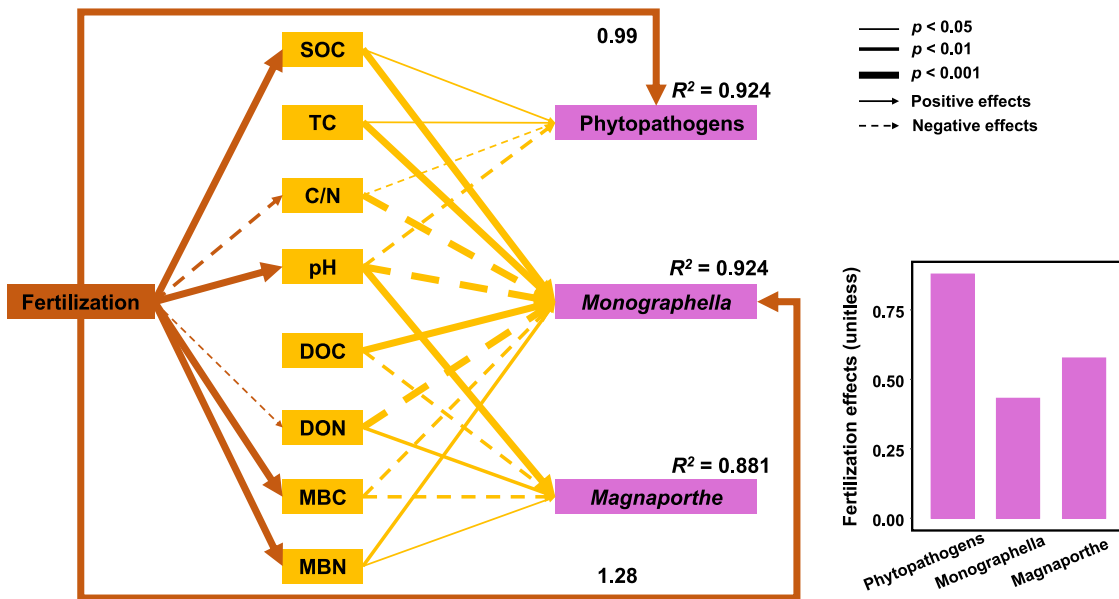 0.99
SOC
TC
C/N
pH
DOC
DON
MBC
MBN
Fertilization
R² = 0.924
Phytopathogens
R² = 0.924
Monographella
R² = 0.881
Magnaporthe
1.28
p < 0.05
p < 0.01
p < 0.001
Positive effects
Negative effects
Fertilization effects (unitless)
0.75
0.50
0.25
0.00
Phytopathogens
Monographella
Magnaporthe